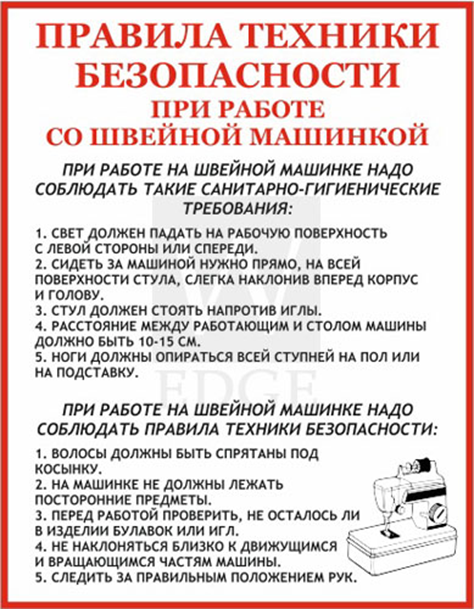 ПРАВИЛА ТЕХНИКИ
БЕЗОПАСНОСТИ
ПРИ РАБОТЕ
СО ШВЕЙНОЙ МАШИНКОЙ
ПРИ РАБОТЕ НА ШВЕЙНОЙ МАШИНКЕ НАДО
СОБЛЮДАТЬ ТАКИЕ САНИТАРНО-ГИГИЕНИЧЕСКИЕ
ТРЕБОВАНИЯ:
1. СВЕТ ДОЛЖЕН ПАДАТЬ НА РАБОЧУЮ ПОВЕРХНОСТЬ
С ЛЕВОЙ СТОРОНЫ ИЛИ СПЕРЕДИ.
2. СИДЕТЬ ЗА МАШИНОЙ НУЖНО ПРЯМО, НА ВСЕЙ
ПОВЕРХНОСТИ СТУЛА, СЛЕГКА НАКЛОНИВ ВПЕРЕД КОРПУС
И ГОЛОВУ.
3. СТУЛ ДОЛЖЕН СТОЯТЬ НАПРОТИВ ИГЛЫ.
4. РАССТОЯНИЕ МЕЖДУ РАБОТАЮЩИМ И СТОЛОМ МАШИНЫ
ДОЛЖНО БЫТЬ 10-15 СМ.
5. НОГИ ДОЛЖНЫ ОПИРАТЬСЯ ВСЕЙ СТУПНЕЙ НА ПОЛ ИЛИ
НА ПОДСТАВКУ.
W
EDGE
ПРИ РАБОТЕ НА ШВЕЙНОЙ МАШИНКЕ НАДО
СОБЛЮДАТЬ ПРАВИЛА ТЕХНИКИ БЕЗОПАСНОСТИ:
1. ВОЛОСЫ ДОЛЖНЫ БЫТЬ СПРЯТАНЫ ПОД
КОСЫНКУ.
2. НА МАШИНКЕ НЕ ДОЛЖНЫ ЛЕЖАТЬ
ПОСТОРОННИЕ ПРЕДМЕТЫ.
3. ПЕРЕД РАБОТОЙ ПРОВЕРИТЬ, НЕ ОСТАЛОСЬ ЛИ
В ИЗДЕЛИИ БУЛАВОК ИЛИ ИГЛ.
4. НЕ НАКЛОНЯТЬСЯ БЛИЗКО К ДВИЖУЩИМСЯ
И ВРАЩАЮЩИМСЯ ЧАСТЯМ МАШИНЫ.
5. СЛЕДИТЬ ЗА ПРАВИЛЬНЫМ ПОЛОЖЕНИЕМ РУК.